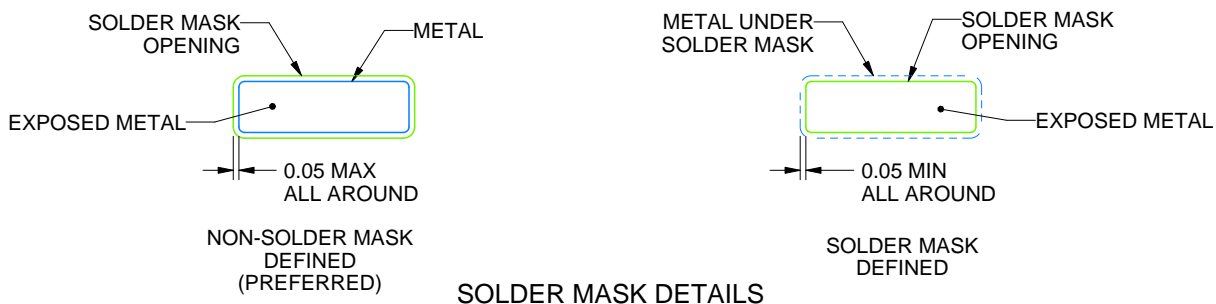 SOLDER MASK
OPENING
METAL
EXPOSED METAL
0.05 MAX
ALL AROUND
NON-SOLDER MASK
DEFINED
(PREFERRED)
METAL UNDER
SOLDER MASK
SOLDER MASK
OPENING
EXPOSED METAL
0.05 MIN
ALL AROUND
SOLDER MASK
DEFINED
SOLDER MASK DETAILS